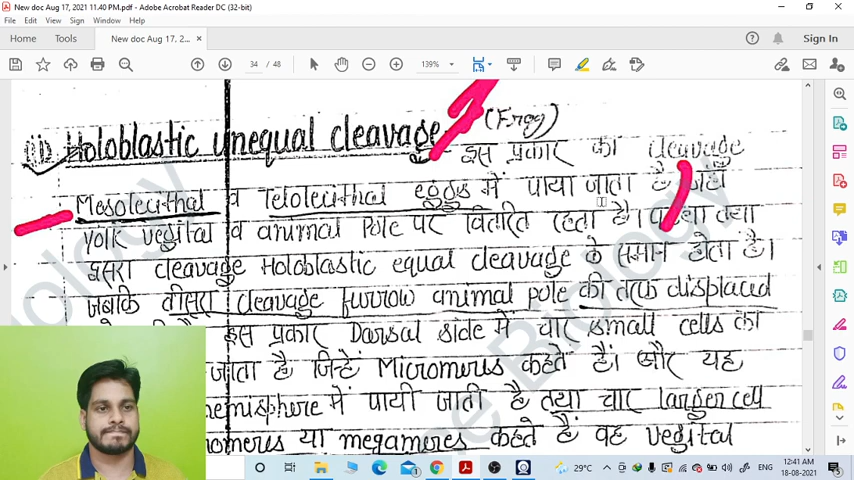 New doc Aug 17, 2021 11.40 PM.pdf - Adobe Acrobat Reader DC (32-bit)
File Edit View Sign Window Help
Home Tools New doc Aug 17, 2... × Sign In
34 / 48 139%
(ii) Holoblastic unequal cleavage (Frog)
इस प्रकार का cleavage
Mesolecithal व Telolecithal eggs में पाया जाता है जहाँ
yolk vegital व animal pole पर वितरित रहता है। तथा
दूसरा cleavage Holoblastic equal cleavage के समान होता है।
जबकि तीसरा cleavage furrow animal pole की तरफ displaced
इस प्रकार Dorsal side में चार small cells का
जाता है जिन्हें Micromeres कहते हैं। और यह
hemisphere में पायी जाती है तथा चार larger cell
या megameres कहते हैं वह vegital
Biology
29°C ENG 12:41 AM
18-08-2021